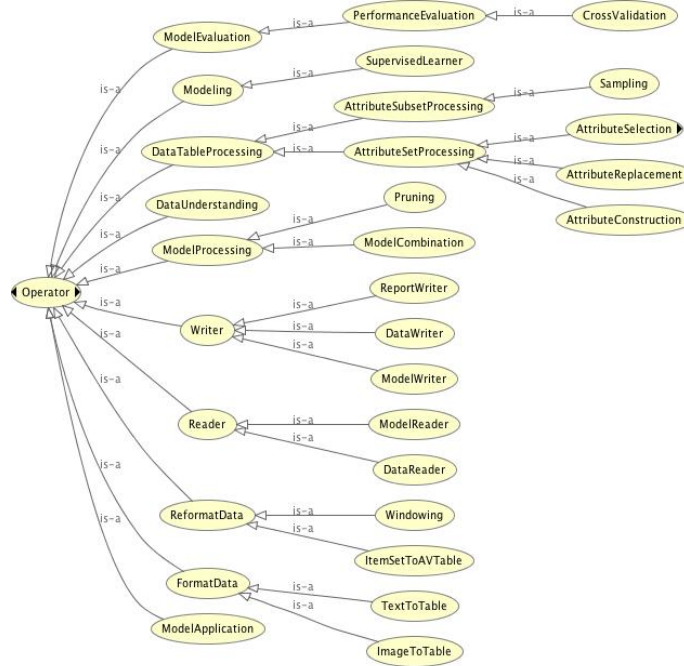 PerformanceEvaluation
is-a
CrossValidation
ModelEvaluation
is-a
SupervisedLearner
is-a
Modeling
is-a
Sampling
is-a
AttributeSubsetProcessing
is-a
AttributeSelection
is-a
DataTableProcessing
is-a
is-a
AttributeSetProcessing
is-a
is-a
AttributeReplacement
is-a
DataUnderstanding
is-a
Pruning
is-a
AttributeConstruction
ModelProcessing
is-a
ModelCombination
is-a
Operator
ReportWriter
is-a
is-a
Writer
is-a
DataWriter
is-a
is-a
ModelWriter
Reader
is-a
ModelReader
is-a
is-a
DataReader
is-a
ReformatData
is-a
Windowing
is-a
is-a
ItemSetToAVTable
FormatData
is-a
TextToTable
is-a
ModelApplication
ImageToTable